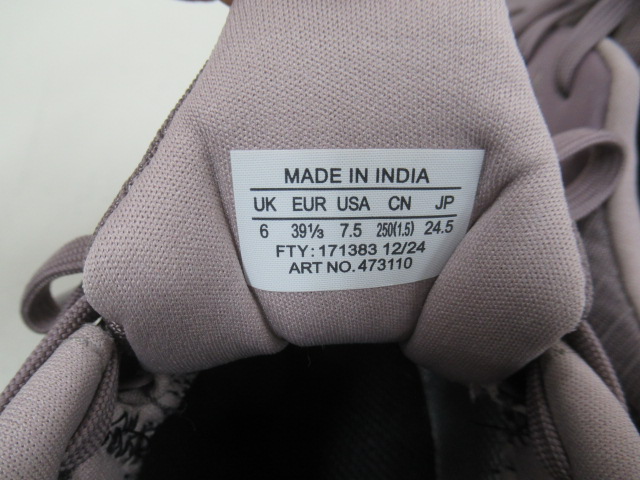 MADE IN INDIA
UK EUR USA CN JP
6 39⅓ 7.5 250(1.5) 24.5
FTY: 171383 12/24
ART NO. 473110